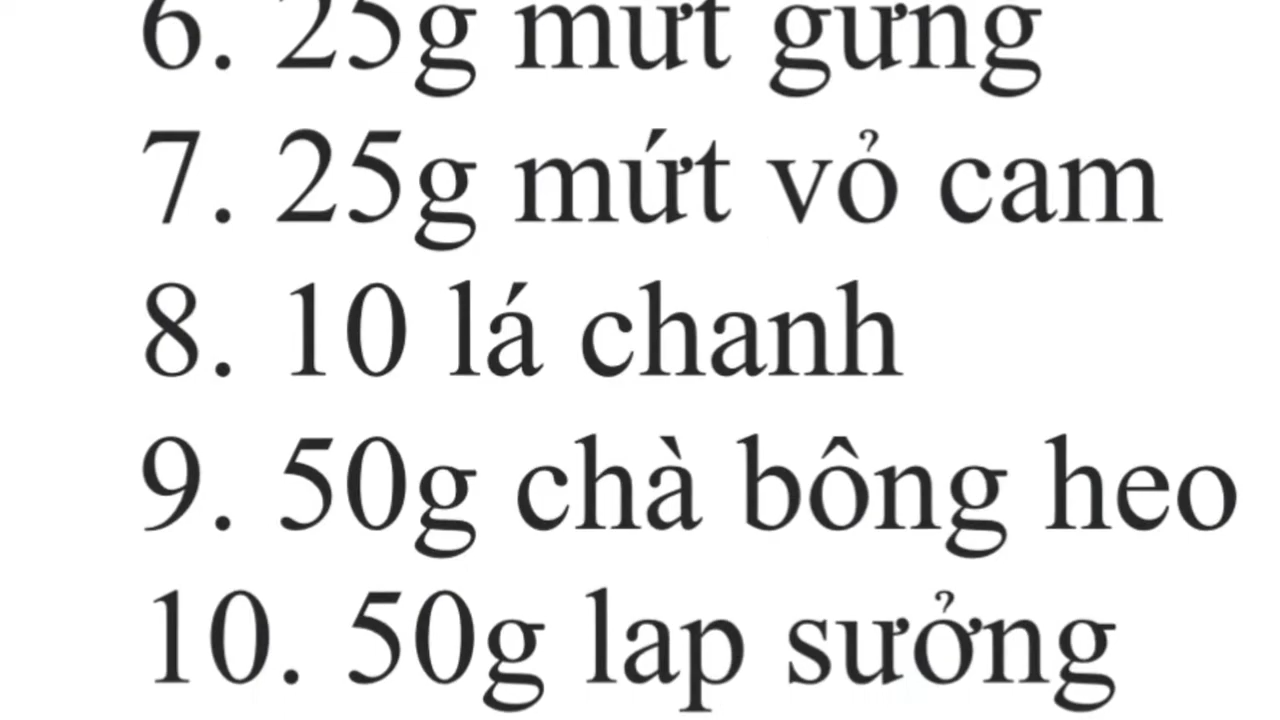 6. 25g mứt gừng
7. 25g mứt vỏ cam
8. 10 lá chanh
9. 50g chà bông heo
10. 50g lap sưởng